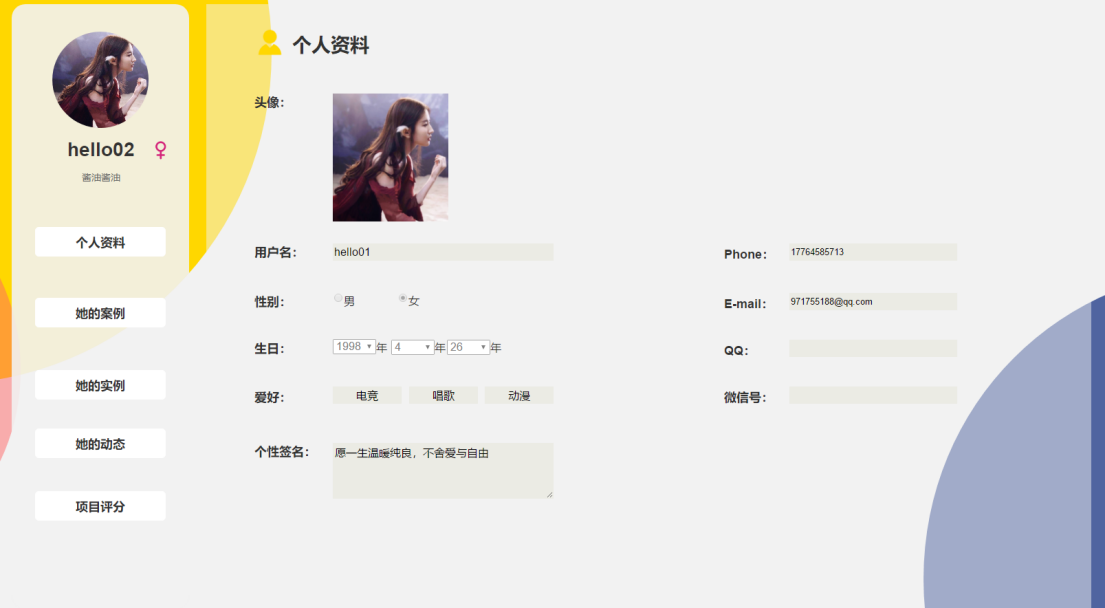 hello02 ♀
酱油酱油
个人资料
她的案例
她的实例
她的动态
项目评分
个人资料
头像：
用户名： hello01
性别： 男 女
生日： 1998 年 4 年 26 年
爱好： 电竞 唱歌 动漫
个性签名： 愿一生温暖纯良，不舍爱与自由
Phone： 17764585713
E-mail： 971755188@qq.com
QQ：
微信号：